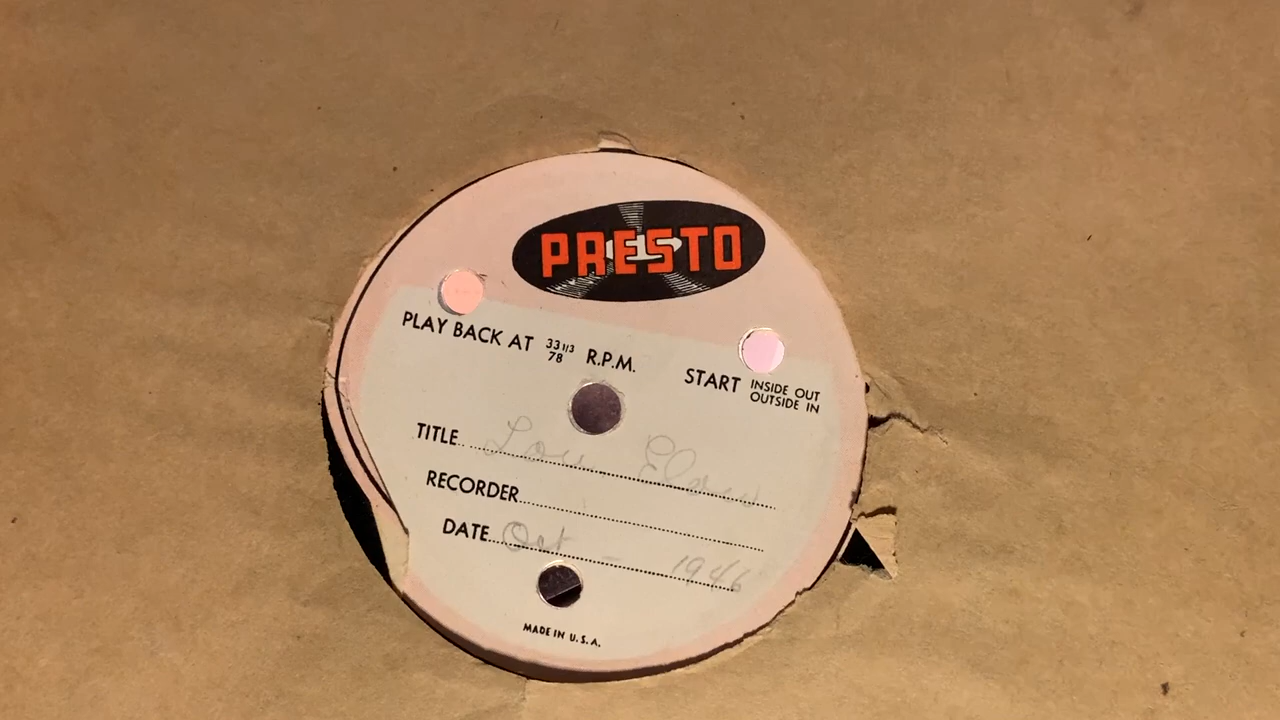 PRESTO
PLAY BACK AT 33 1/3 78 R.P.M.
START INSIDE OUT OUTSIDE IN
TITLE Lou
RECORDER
DATE Oct - 1946
MADE IN U.S.A.